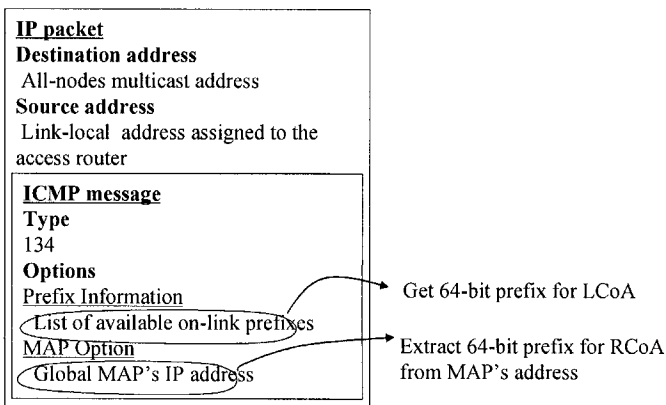 IP packet
Destination address
All-nodes multicast address
Source address
Link-local address assigned to the
access router
ICMP message
Type
134
Options
Prefix Information
List of available on-link prefixes
MAP Option
Global MAP's IP address
Get 64-bit prefix for LCoA
Extract 64-bit prefix for RCoA
from MAP's address